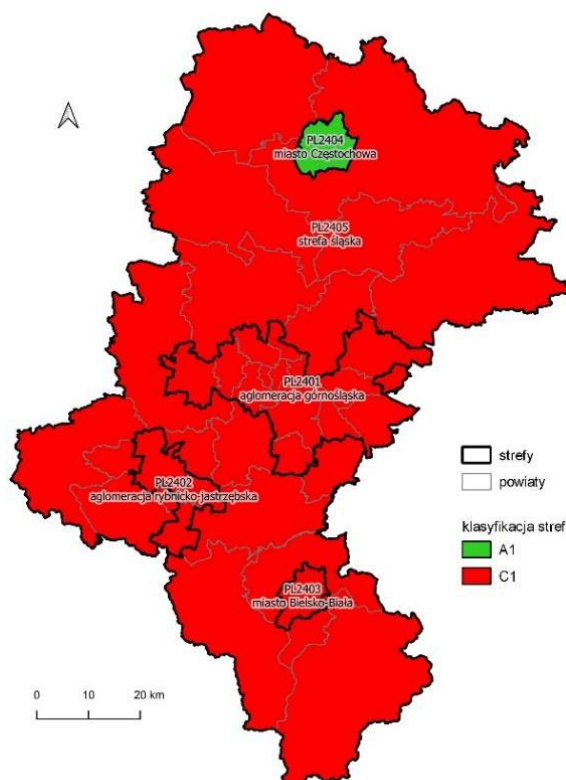 PL2404
miasto Częstochowa
PL2405
strefa śląska
PL2401
aglomeracja górnośląska
PL2402
aglomeracja rybnicko-jastrzębska
PL2403
miasto Bielsko-Biała
strefy
powiaty
klasyfikacja stref
A1
C1
0 10 20 km